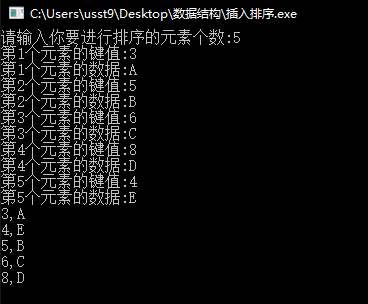 C:\Users\usst9\Desktop\数据结构\插入排序.exe
请输入你要进行排序的元素个数:5
第1个元素的键值:3
第1个元素的数据:A
第2个元素的键值:5
第2个元素的数据:B
第3个元素的键值:6
第3个元素的数据:C
第4个元素的键值:8
第4个元素的数据:D
第5个元素的键值:4
第5个元素的数据:E
3,A
4,E
5,B
6,C
8,D